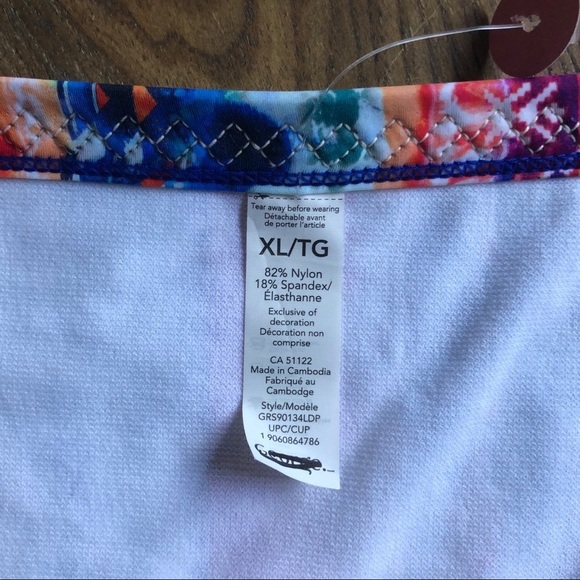 Tear away before wearing
Détachable avant
de porter l'article
XL/TG
82% Nylon
18% Spandex/
Élasthanne
Exclusive of
decoration
Décoration non
comprise
CA 51122
Made in Cambodia
Fabriqué au
Cambodge
Style/Modèle
GRS90134LDP
UPC/CUP
1 9060864786